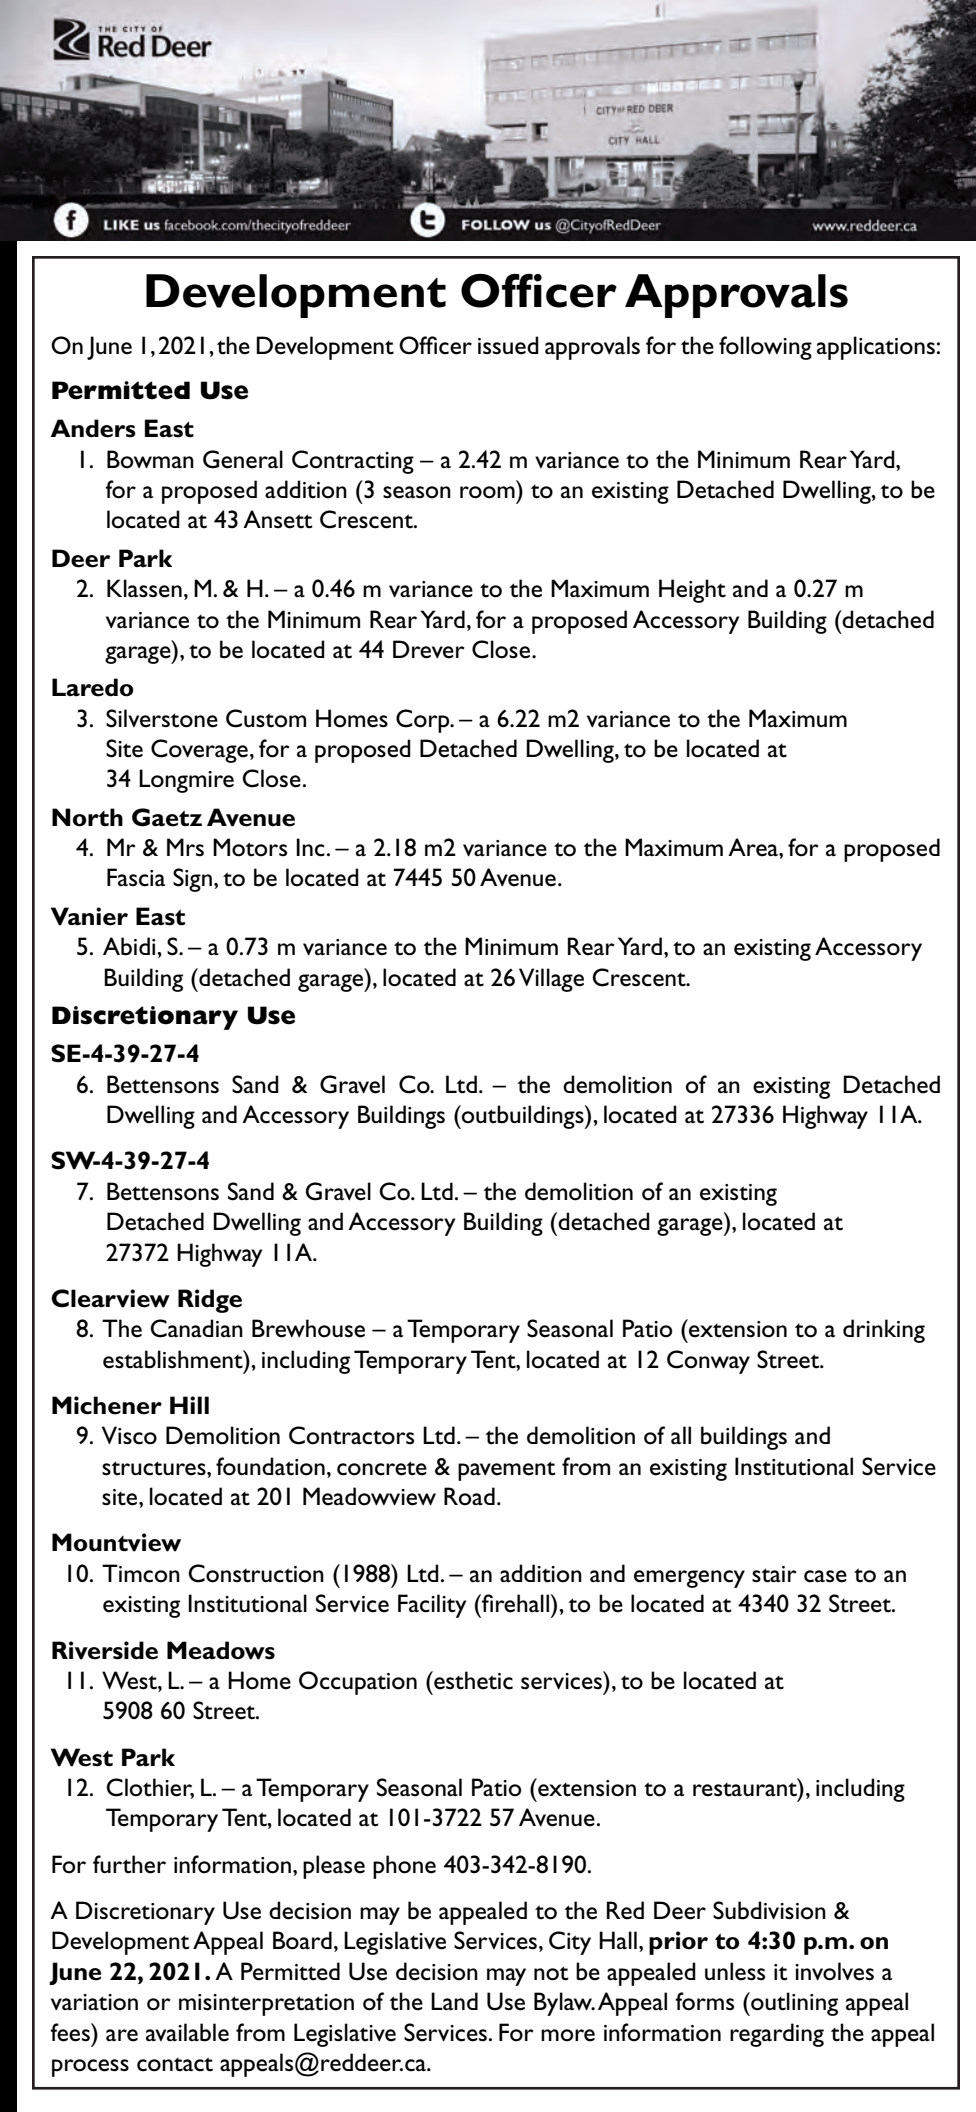 THE CITY OF
Red Deer
CITY OF RED DEER
CITY HALL
LIKE us facebook.com/thecityofreddeer
FOLLOW us @CityofRedDeer
www.reddeer.ca
Development Officer Approvals
On June 1, 2021, the Development Officer issued approvals for the following applications:
Permitted Use
Anders East
1. Bowman General Contracting – a 2.42 m variance to the Minimum Rear Yard,
for a proposed addition (3 season room) to an existing Detached Dwelling, to be
located at 43 Ansett Crescent.
Deer Park
2. Klassen, M. & H. – a 0.46 m variance to the Maximum Height and a 0.27 m
variance to the Minimum Rear Yard, for a proposed Accessory Building (detached
garage), to be located at 44 Drever Close.
Laredo
3. Silverstone Custom Homes Corp. – a 6.22 m2 variance to the Maximum
Site Coverage, for a proposed Detached Dwelling, to be located at
34 Longmire Close.
North Gaetz Avenue
4. Mr & Mrs Motors Inc. – a 2.18 m2 variance to the Maximum Area, for a proposed
Fascia Sign, to be located at 7445 50 Avenue.
Vanier East
5. Abidi, S. – a 0.73 m variance to the Minimum Rear Yard, to an existing Accessory
Building (detached garage), located at 26 Village Crescent.
Discretionary Use
SE-4-39-27-4
6. Bettensons Sand & Gravel Co. Ltd. – the demolition of an existing Detached
Dwelling and Accessory Buildings (outbuildings), located at 27336 Highway 11A.
SW-4-39-27-4
7. Bettensons Sand & Gravel Co. Ltd. – the demolition of an existing
Detached Dwelling and Accessory Building (detached garage), located at
27372 Highway 11A.
Clearview Ridge
8. The Canadian Brewhouse – a Temporary Seasonal Patio (extension to a drinking
establishment), including Temporary Tent, located at 12 Conway Street.
Michener Hill
9. Visco Demolition Contractors Ltd. – the demolition of all buildings and
structures, foundation, concrete & pavement from an existing Institutional Service
site, located at 201 Meadowview Road.
Mountview
10. Timcon Construction (1988) Ltd. – an addition and emergency stair case to an
existing Institutional Service Facility (firehall), to be located at 4340 32 Street.
Riverside Meadows
11. West, L. – a Home Occupation (esthetic services), to be located at
5908 60 Street.
West Park
12. Clothier, L. – a Temporary Seasonal Patio (extension to a restaurant), including
Temporary Tent, located at 101-3722 57 Avenue.
For further information, please phone 403-342-8190.
A Discretionary Use decision may be appealed to the Red Deer Subdivision &
Development Appeal Board, Legislative Services, City Hall, prior to 4:30 p.m. on
June 22, 2021. A Permitted Use decision may not be appealed unless it involves a
variation or misinterpretation of the Land Use Bylaw. Appeal forms (outlining appeal
fees) are available from Legislative Services. For more information regarding the appeal
process contact appeals@reddeer.ca.